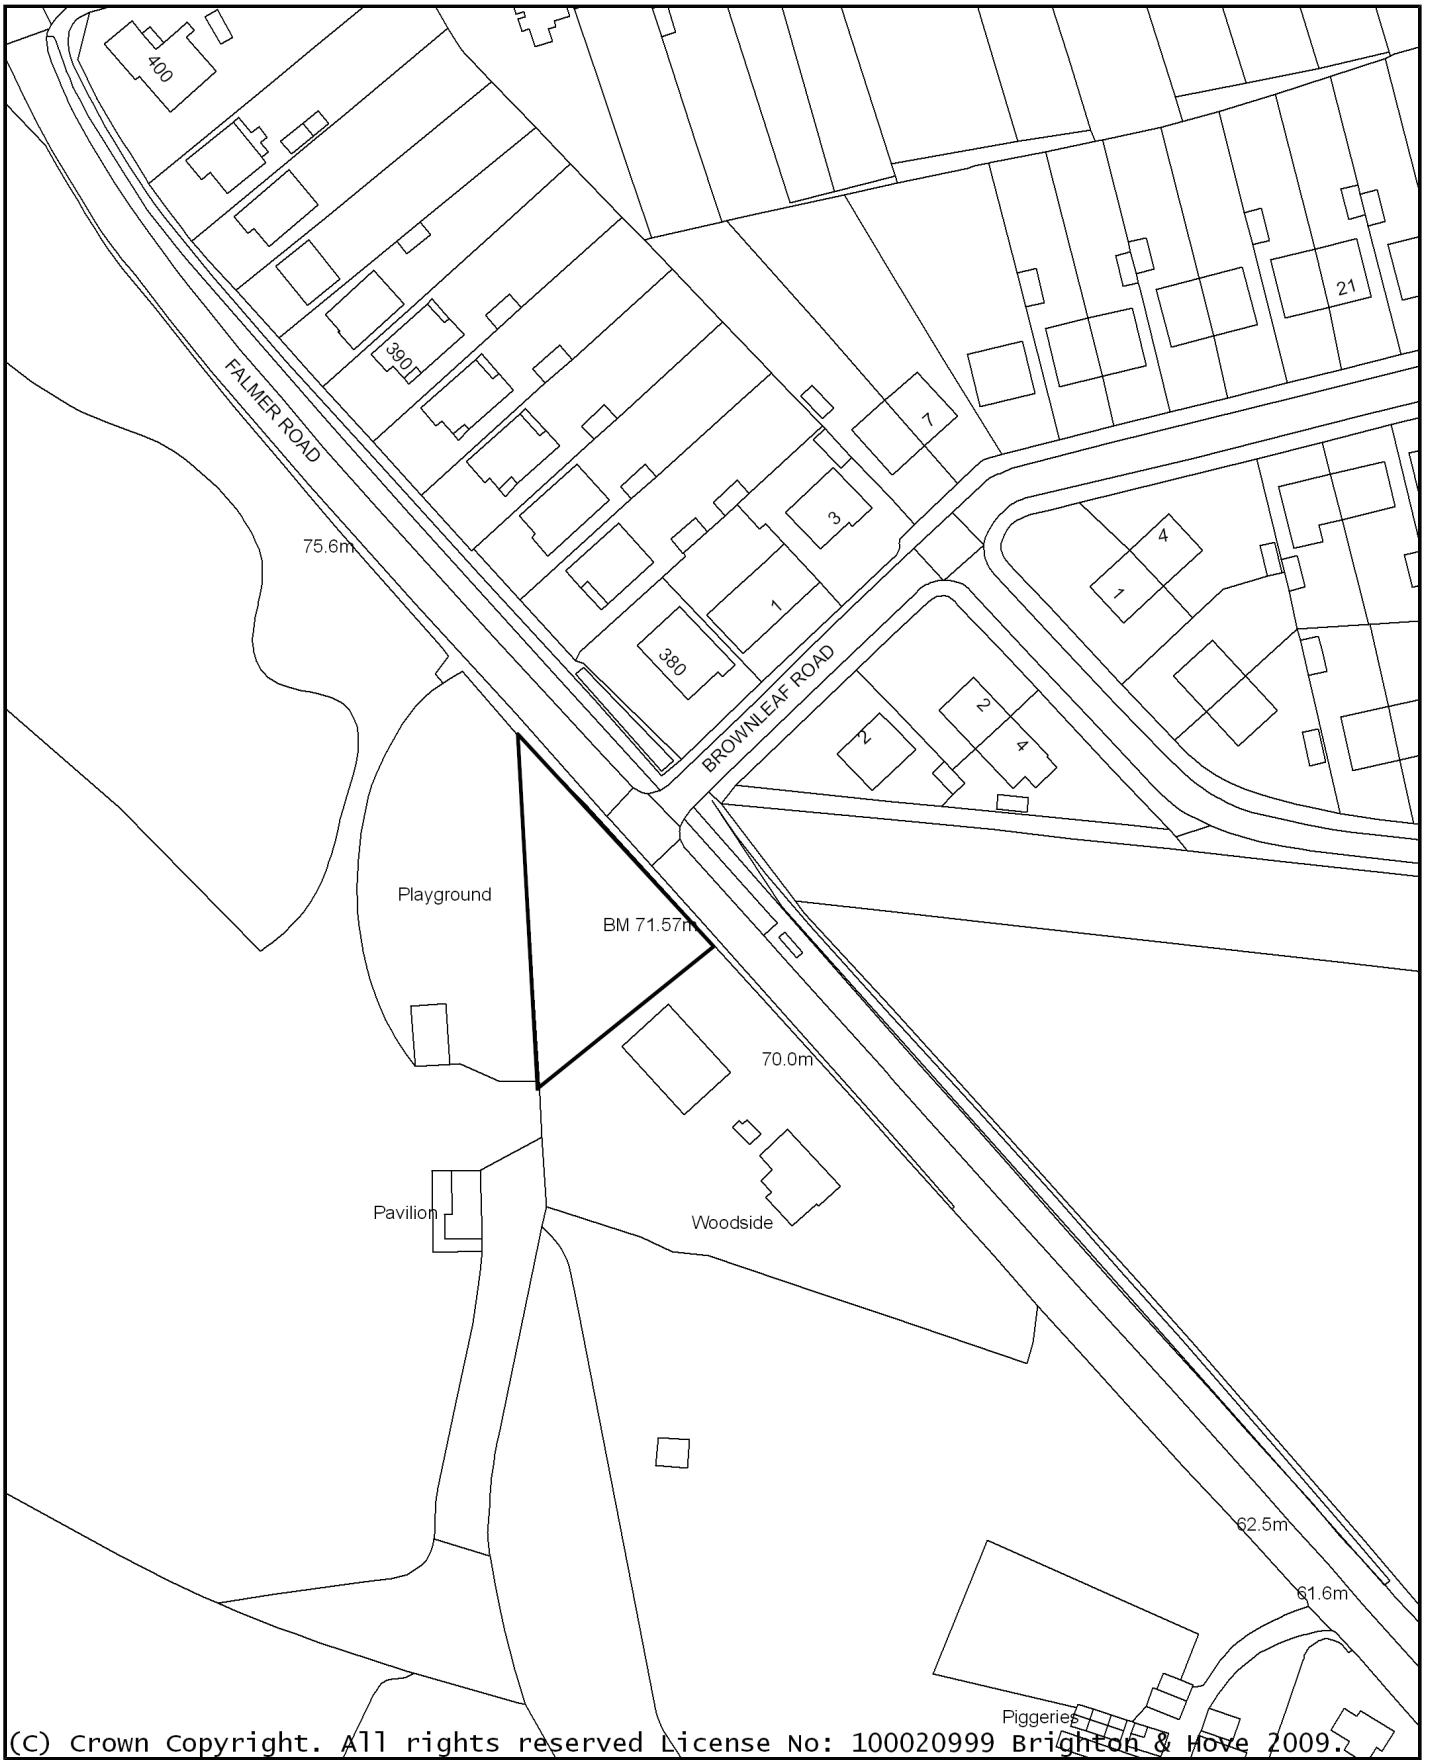 400
21
390
FALMER ROAD
7
3
4
75.6m
1
1
380
BROWNLEAF ROAD
2
2
4
Playground
BM 71.57m
70.0m
Pavilion
Woodside
62.5m
61.6m
Piggeries
(C) Crown Copyright. All rights reserved License No: 100020999 Brighton & Hove 2009.